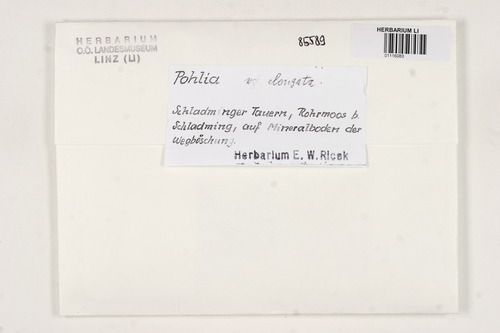 HERBARIUM
O.Ö. LANDESMUSEUM
LINZ (LI)
85589
HERBARIUM LI
Pohlia elongata.
Schladminger Tauern, Rohrmoos b.
Schladming, auf Mineralboden der
Wegböschung.
Herbarium E. W. Ricek